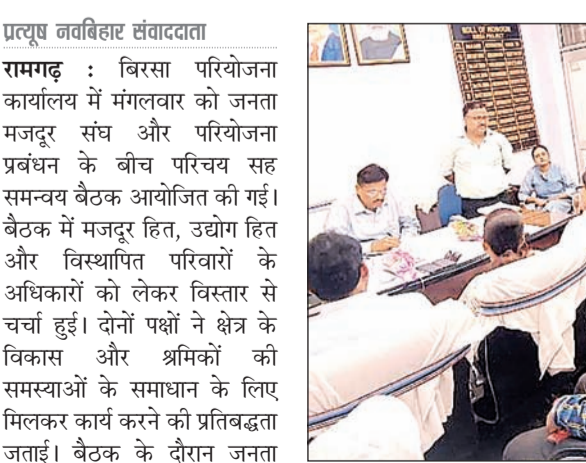 प्रत्यूष नवबिहार संवाददाता
रामगढ़ : बिरसा परियोजना
कार्यालय में मंगलवार को जनता
मजदूर संघ और परियोजना
प्रबंधन के बीच परिचय सह
समन्वय बैठक आयोजित की गई।
बैठक में मजदूर हित, उद्योग हित
और विस्थापित परिवारों के
अधिकारों को लेकर विस्तार से
चर्चा हुई। दोनों पक्षों ने क्षेत्र के
विकास और श्रमिकों की
समस्याओं के समाधान के लिए
मिलकर कार्य करने की प्रतिबद्धता
जताई। बैठक के दौरान जनता
ROLL OF HONOUR